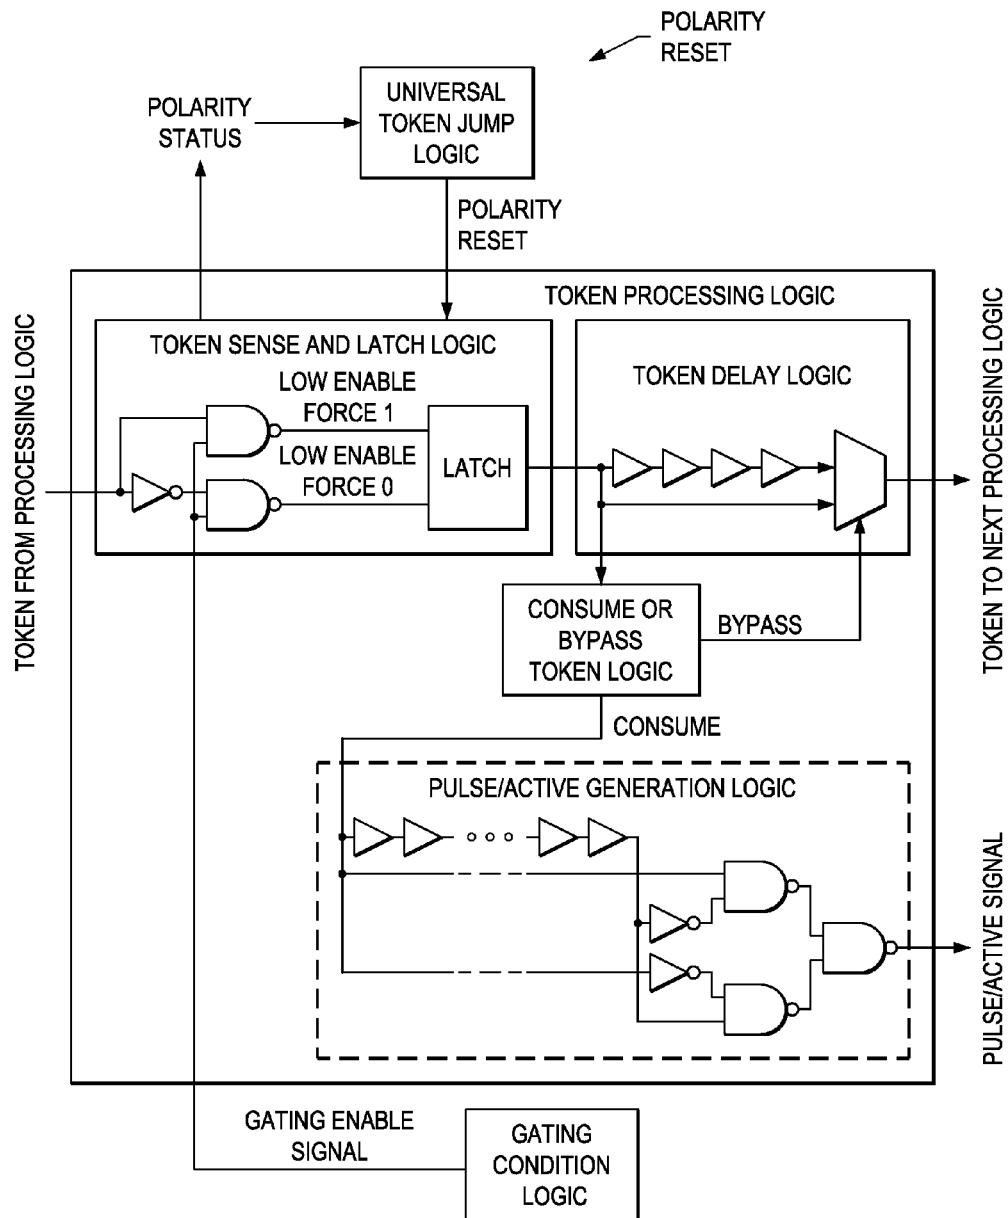 POLARITY
RESET
UNIVERSAL
TOKEN JUMP
LOGIC
POLARITY
STATUS
POLARITY
RESET
TOKEN PROCESSING LOGIC
TOKEN SENSE AND LATCH LOGIC
LOW ENABLE
FORCE 1
LOW ENABLE
FORCE 0
LATCH
TOKEN DELAY LOGIC
TOKEN FROM PROCESSING LOGIC
TOKEN TO NEXT PROCESSING LOGIC
CONSUME OR
BYPASS
TOKEN LOGIC
BYPASS
CONSUME
PULSE/ACTIVE GENERATION LOGIC
PULSE/ACTIVE SIGNAL
GATING ENABLE
SIGNAL
GATING
CONDITION
LOGIC